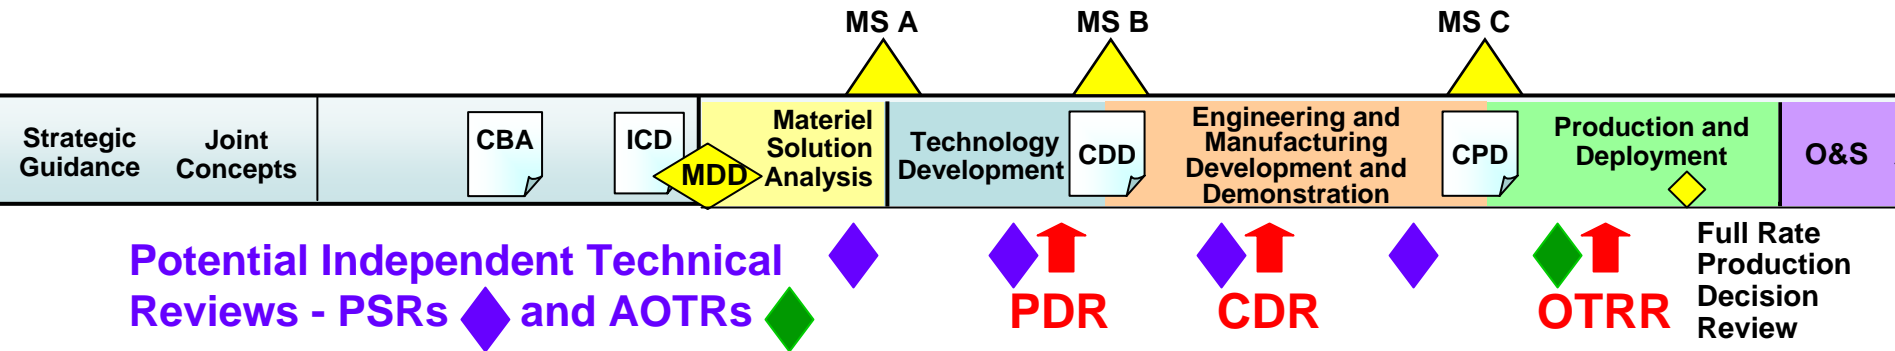 MS A
MS B
MS C
Strategic
Guidance
Joint
Concepts
CBA
ICD
MDD
Materiel
Solution
Analysis
Technology
Development
CDD
Engineering and
Manufacturing
Development and
Demonstration
CPD
Production and
Deployment
O&S
Potential Independent Technical
Reviews - PSRs and AOTRs
PDR
CDR
OTRR
Full Rate
Production
Decision
Review